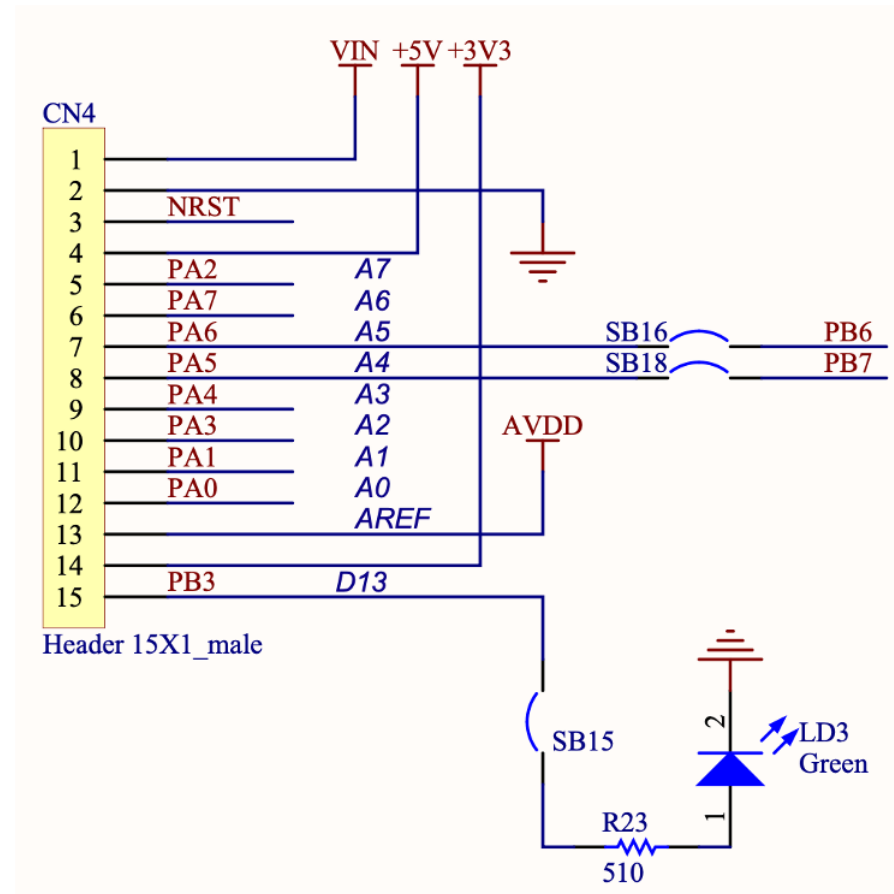 VIN +5V +3V3
CN4
1
2
NRST
3
4
PA2 A7
5
PA7 A6
6
PA6 A5 SB16 PB6
7
PA5 A4 SB18 PB7
8
PA4 A3
9
PA3 A2 AVDD
10
PA1 A1
11
PA0 A0
12
AREF
13
14
PB3 D13
15
Header 15X1_male
2
SB15
LD3
Green
1
R23
510